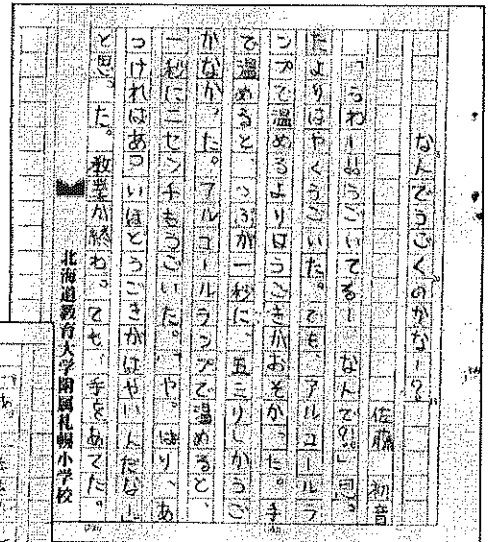 なんでうごくのかなー？
佐藤 初音
「うわー!!うごいてるー なんで?!」思っ
たよりはやくうごいた。でも、アルコールラ
ンプで温めるよりはうごきがおそかった。手
で温めると、つぶが一秒に、五ミリしかうご
かなかった。アルコールランプで温めると、
一秒にニセンチもうごいた。「やっぱり、あ
つければあついほどうごきがはやいんだな」
と思った。教業が終わっても、手をあてた。
北海道教育大学附属札幌小学校